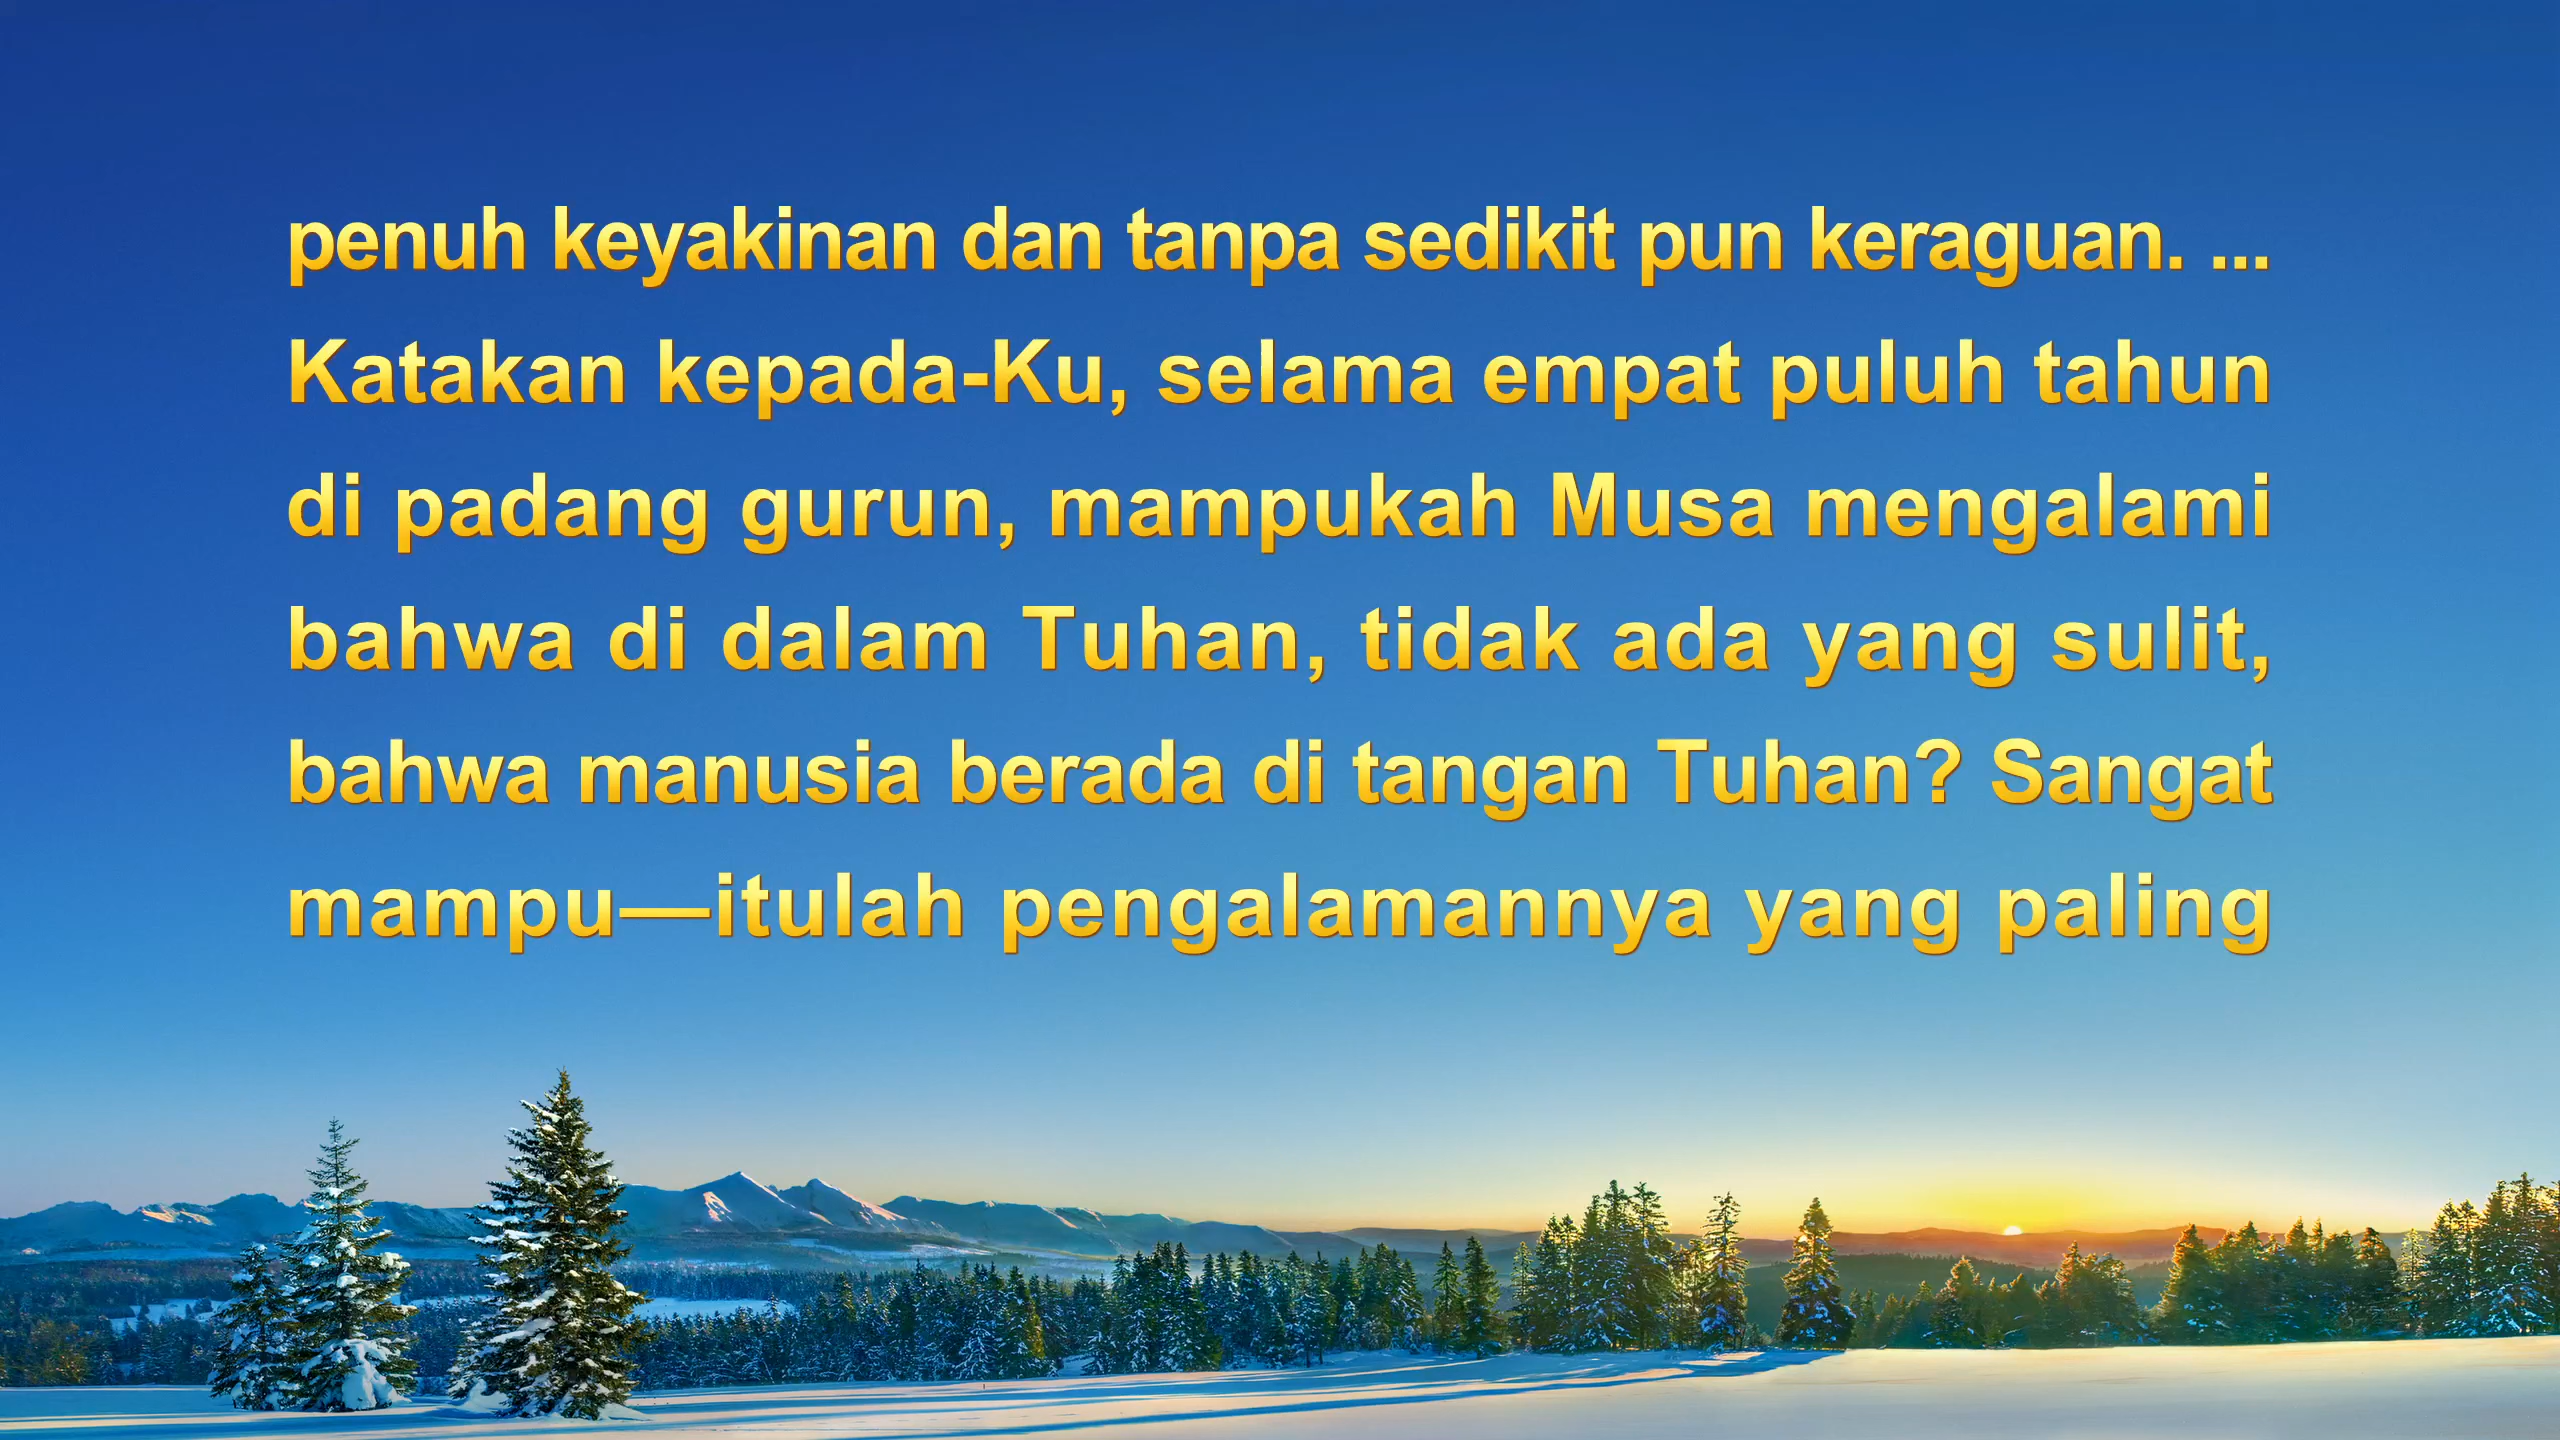 penuh keyakinan dan tanpa sedikit pun keraguan. ...
Katakan kepada-Ku, selama empat puluh tahun
di padang gurun, mampukah Musa mengalami
bahwa di dalam Tuhan, tidak ada yang sulit,
bahwa manusia berada di tangan Tuhan? Sangat
mampu—itulah pengalamannya yang paling